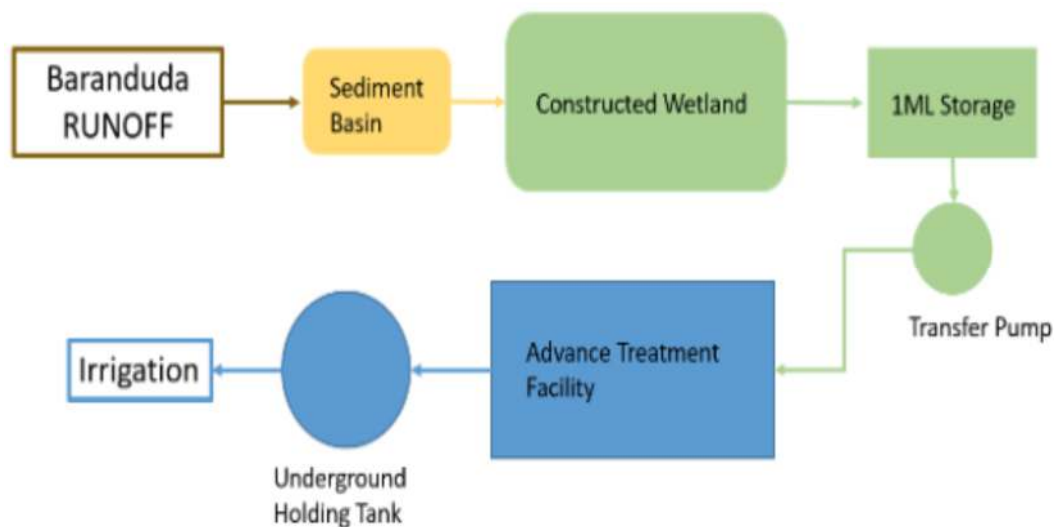 Baranduda
RUNOFF
Sediment
Basin
Constructed Wetland
1ML Storage
Transfer Pump
Advance Treatment
Facility
Underground
Holding Tank
Irrigation